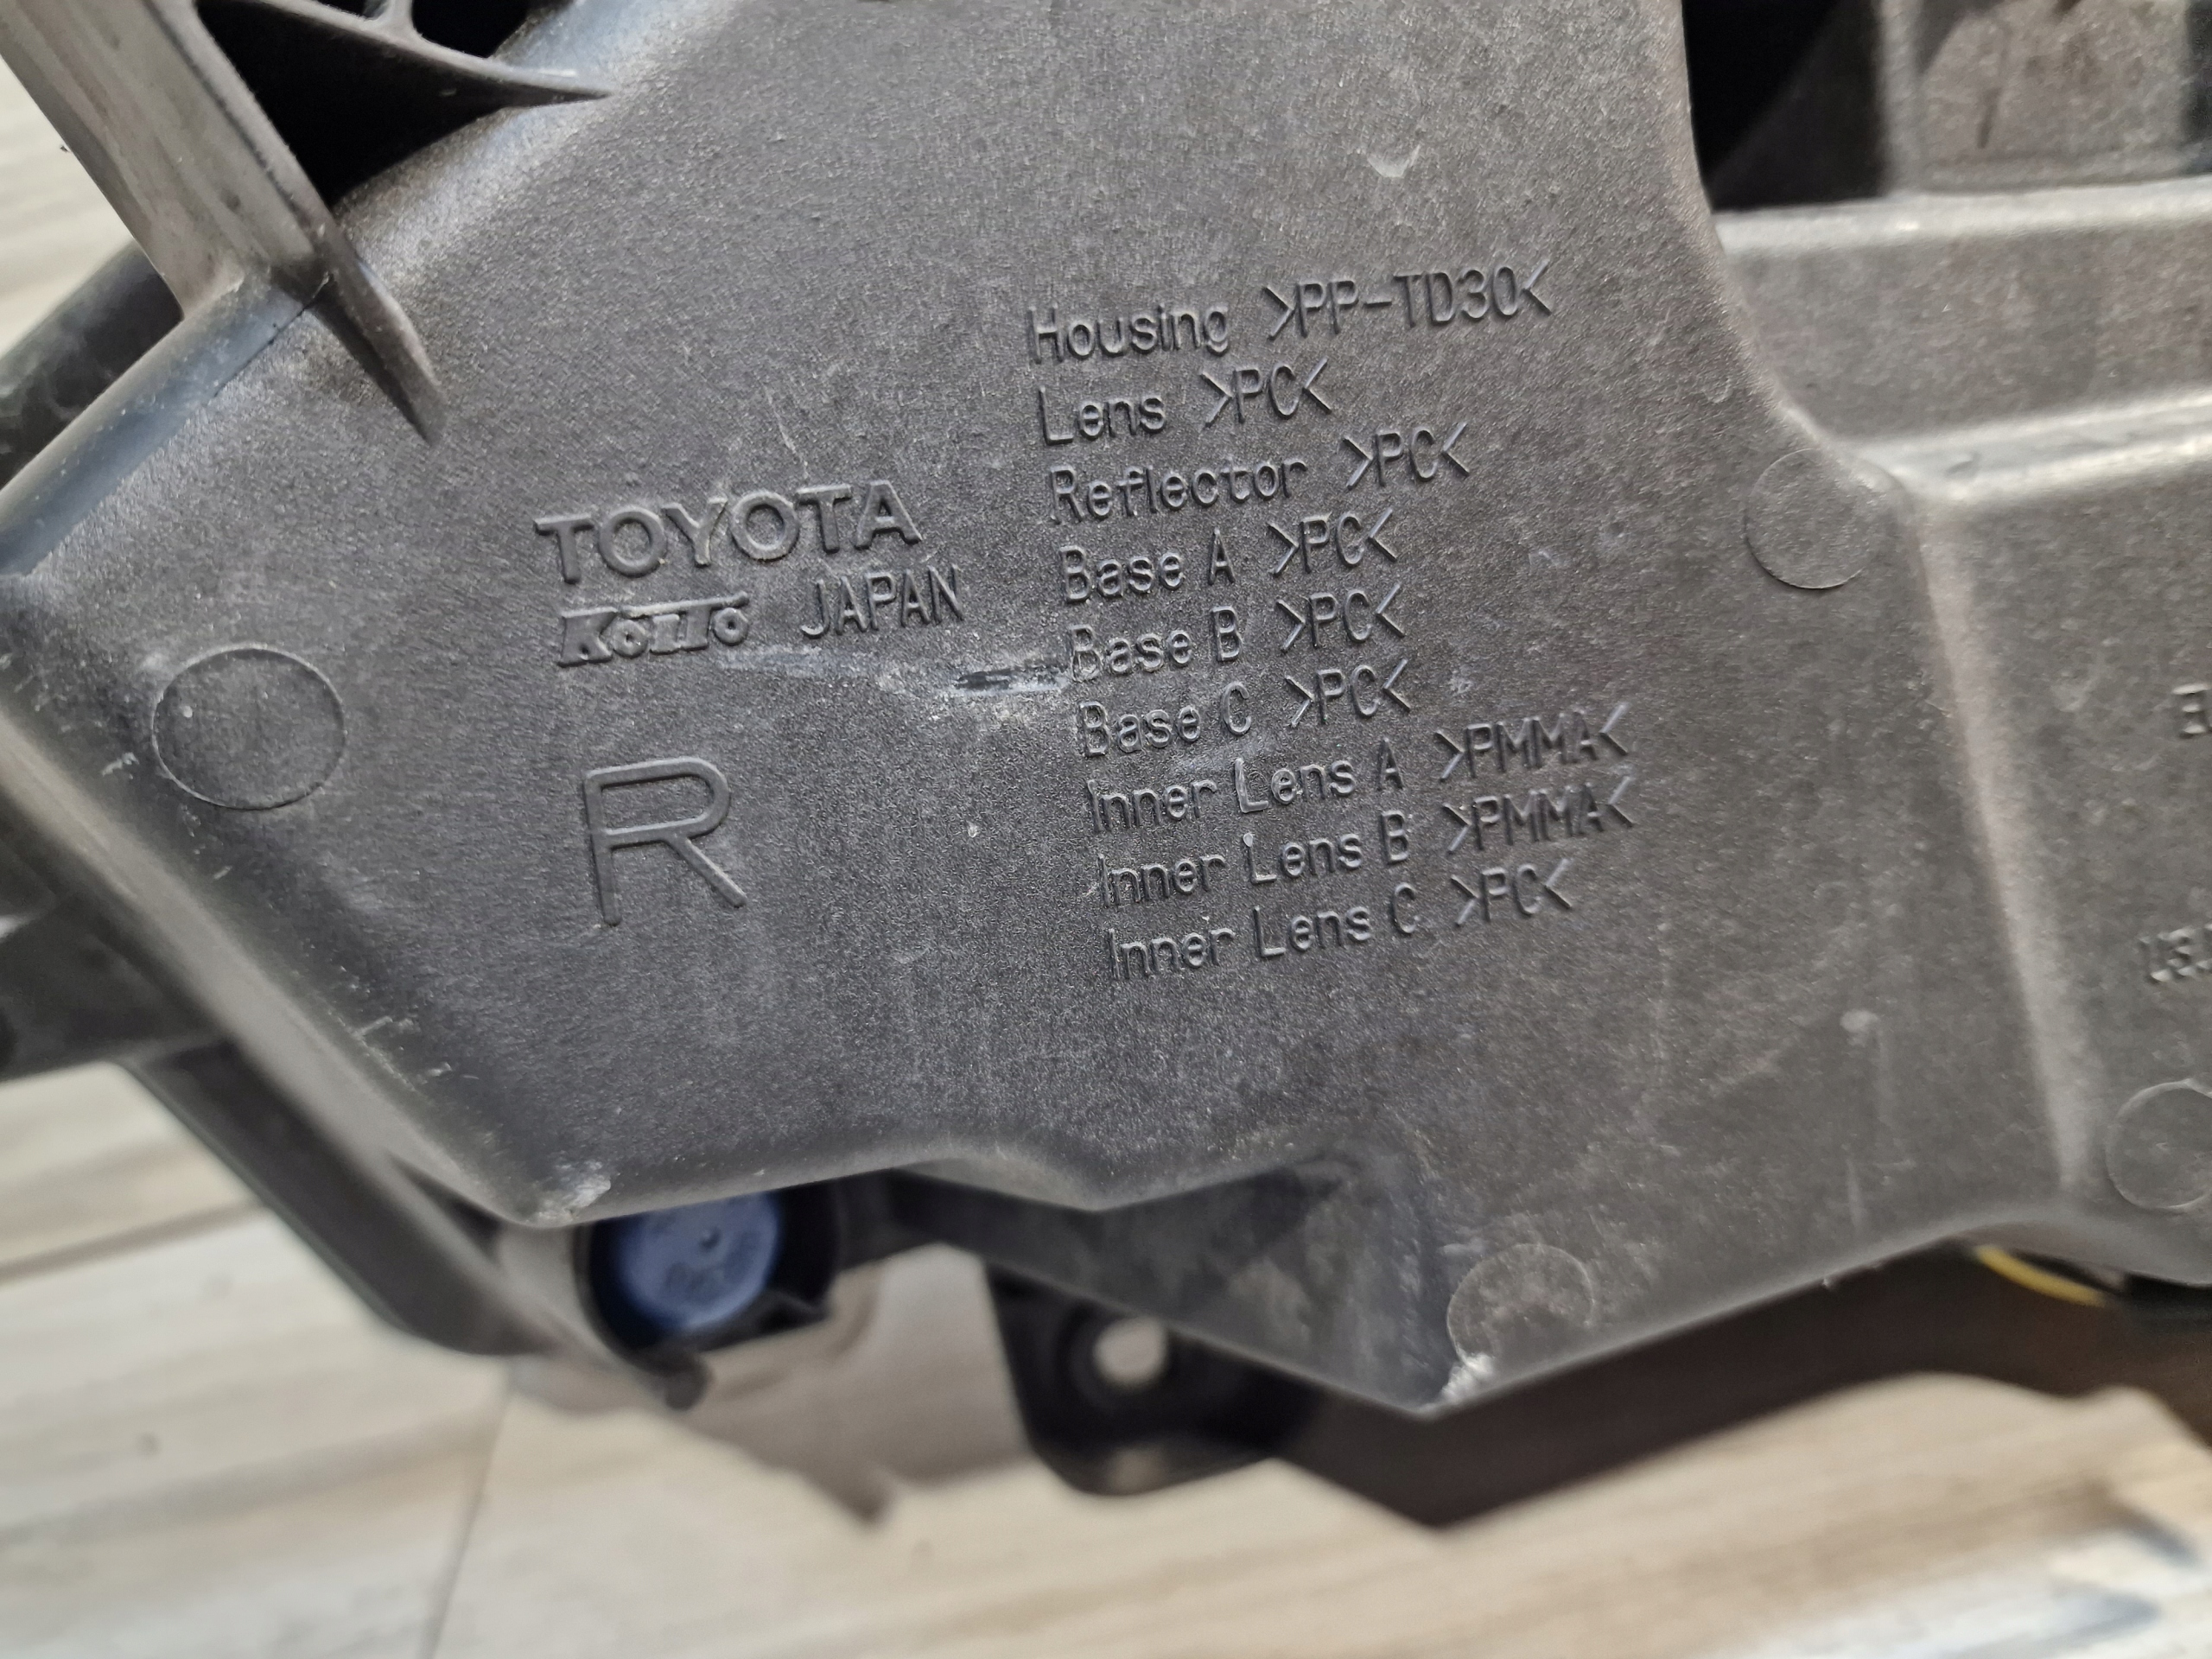 TOYOTA
KOITO JAPAN
R
Housing >PP-TD30<
Lens >PC<
Reflector >PC<
Base A >PC<
Base B >PC<
Base C >PC<
Inner Lens A >PMMA<
Inner Lens B >PMMA<
Inner Lens C >PC<